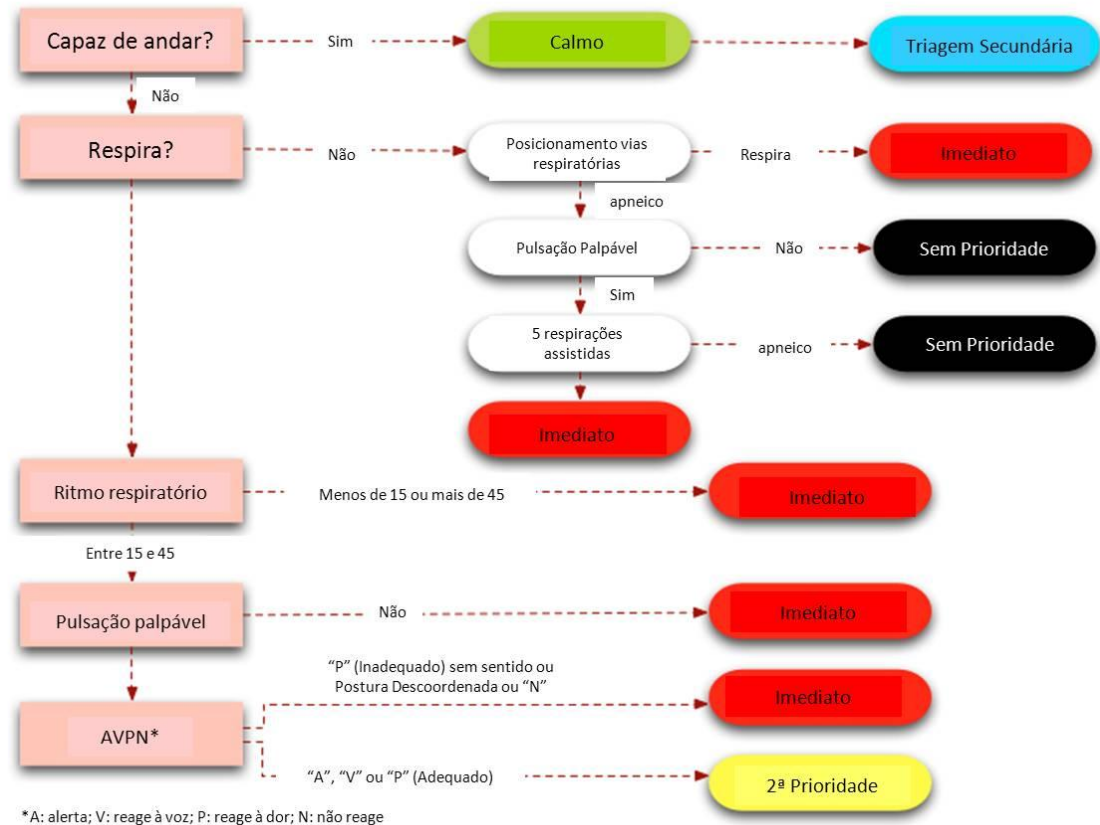 Capaz de andar?
Sim
Calmo
Triagem Secundária
Não
Respira?
Não
Posicionamento vias
respiratórias
Respira
Imediato
apneico
Pulsação Palpável
Não
Sem Prioridade
Sim
5 respirações
assistidas
apneico
Sem Prioridade
Imediato
Ritmo respiratório
Menos de 15 ou mais de 45
Imediato
Entre 15 e 45
Pulsação palpável
Não
Imediato
“P” (Inadequado) sem sentido ou
Postura Descoordenada ou “N”
Imediato
AVPN*
“A”, “V” ou “P” (Adequado)
2ª Prioridade
*A: alerta; V: reage à voz; P: reage à dor; N: não reage